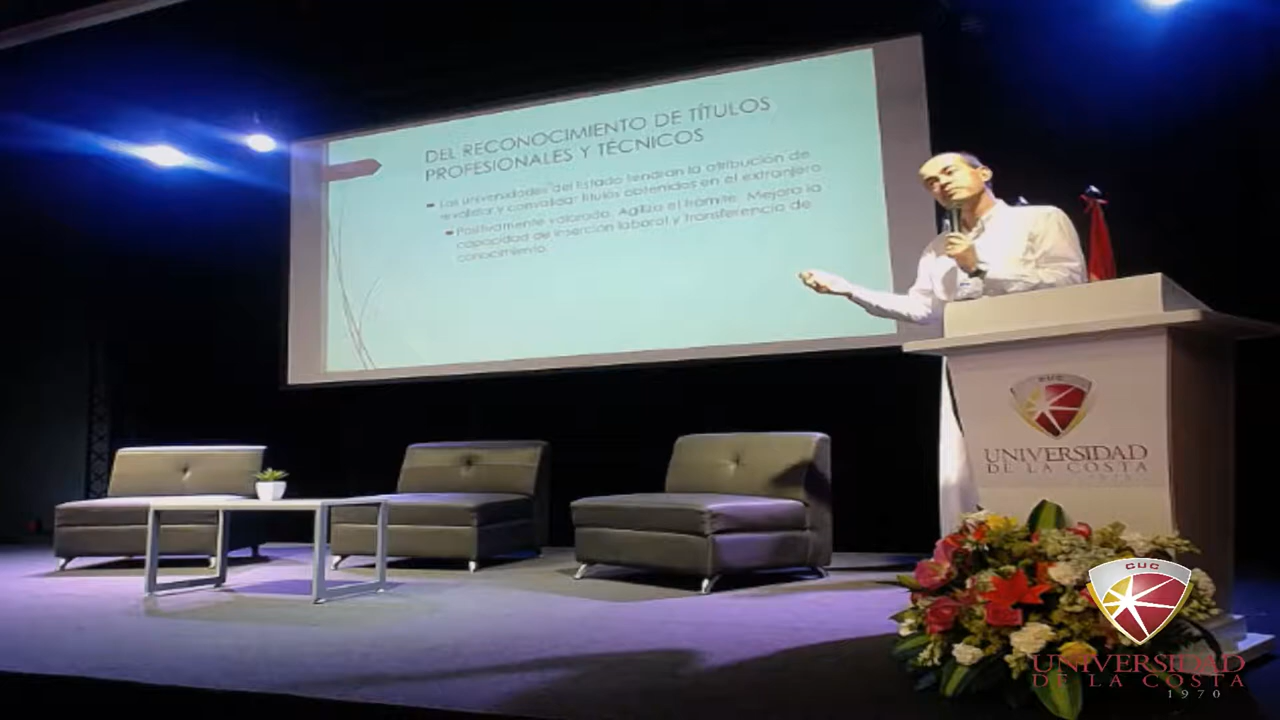 DEL RECONOCIMIENTO DE TÍTULOS
PROFESIONALES Y TÉCNICOS
Las universidades del Estado tendrán la atribución de
revalidar y convalidar títulos obtenidos en el extranjero
Positivamente valorada. Agiliza el trámite. Mejora la
capacidad de inserción laboral y transferencia de
conocimiento.
CUC
UNIVERSIDAD
DE LA COSTA
CUC
UNIVERSIDAD
DE LA COSTA
1970